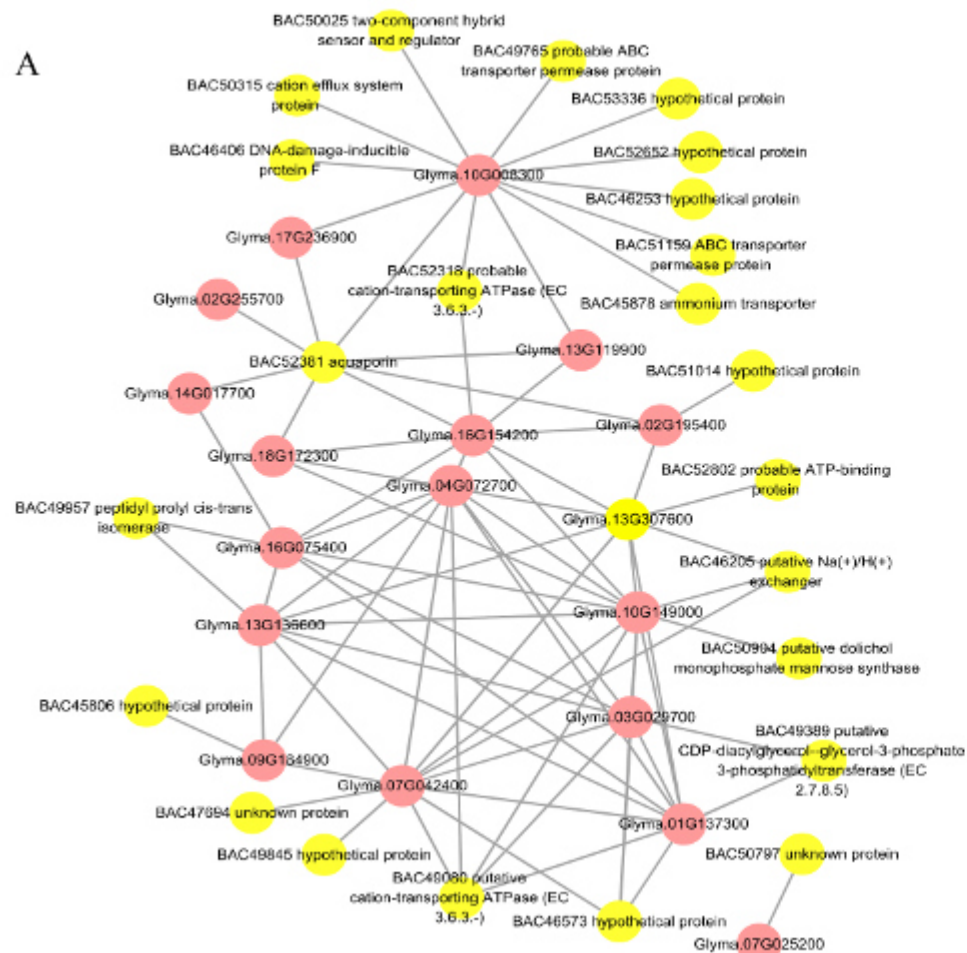 A
BAC50025 two-component hybrid
sensor and regulator
BAC49765 probable ABC
transporter permease protein
BAC50315 cation efflux system
protein
BAC53336 hypothetical protein
BAC46406 DNA-damage-inducible
protein F
BAC52652 hypothetical protein
Glyma.10G008300
BAC46253 hypothetical protein
Glyma.17G236900
BAC51159 ABC transporter
permease protein
BAC52318 probable
cation-transporting ATPase (EC
3.6.3.-)
Glyma.02G255700
BAC45878 ammonium transporter
BAC52381 aquaporin
Glyma.13G119900
BAC51014 hypothetical protein
Glyma.14G017700
Glyma.16G154200
Glyma.02G195400
Glyma.18G172300
BAC52802 probable ATP-binding
protein
Glyma.04G072700
BAC49957 peptidyl prolyl cis-trans
isomerase
Glyma.13G307600
Glyma.16G075400
BAC46205 putative Na(+)/H(+)
exchanger
Glyma.10G149000
Glyma.13G136600
BAC50994 putative dolichol
monophosphate mannose synthase
BAC45806 hypothetical protein
Glyma.03G029700
BAC49389 putative
CDP-diacylglycerol--glycerol-3-phosphate
3-phosphatidyltransferase (EC
2.7.8.5)
Glyma.09G184900
Glyma.07G042400
BAC47694 unknown protein
Glyma.01G137300
BAC49845 hypothetical protein
BAC50797 unknown protein
BAC49080 putative
cation-transporting ATPase (EC
3.6.3.-)
BAC46573 hypothetical protein
Glyma.07G025200